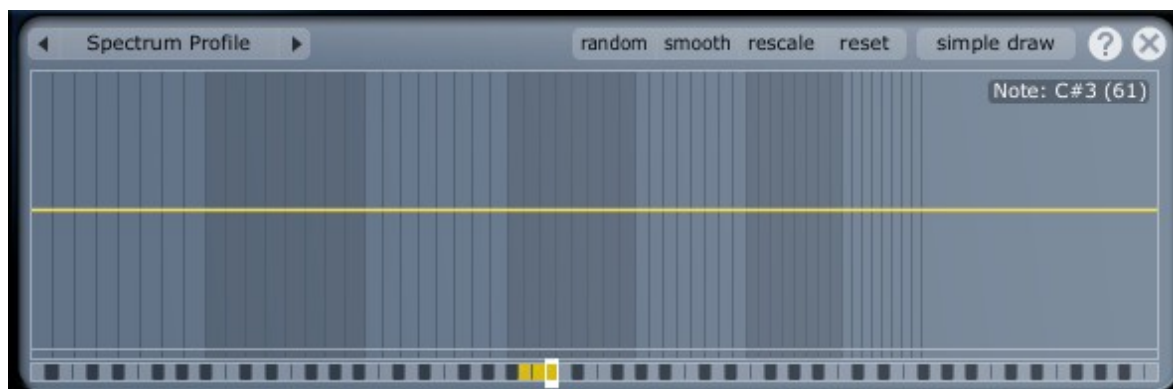 Spectrum Profile random smooth rescale reset simple draw ?
Note: C#3 (61)